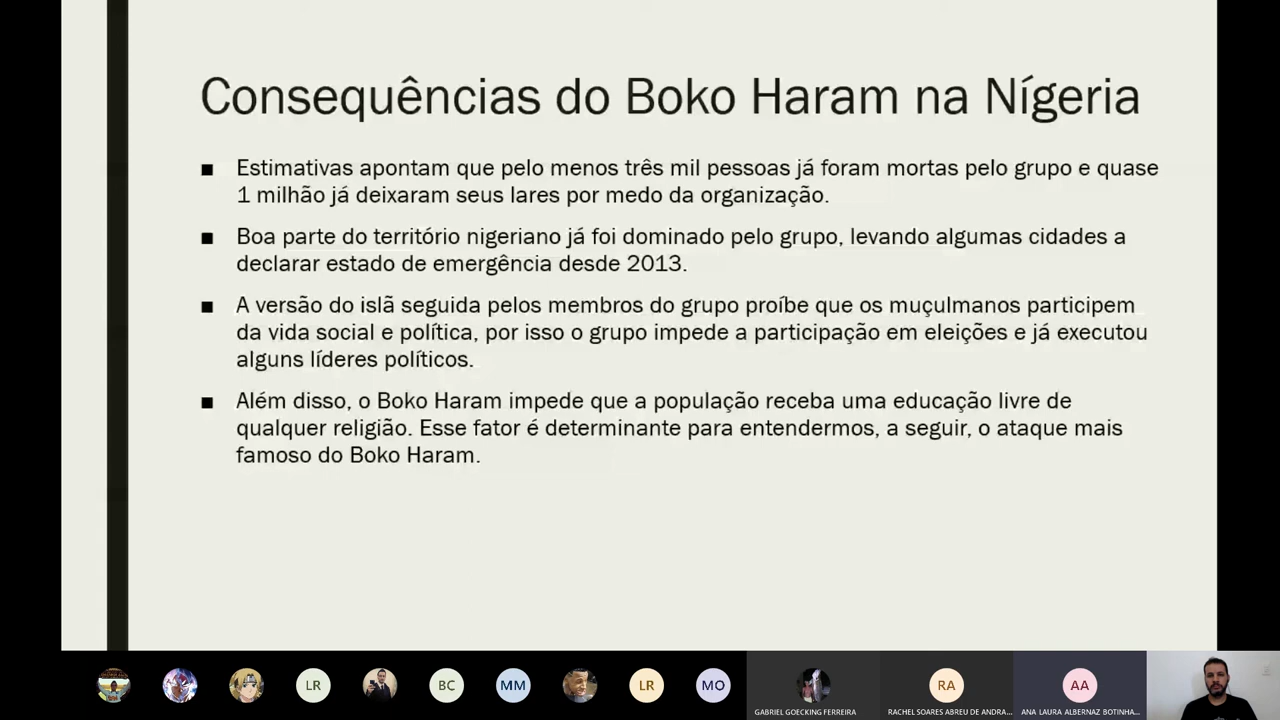 Consequências do Boko Haram na Nígeria
■ Estimativas apontam que pelo menos três mil pessoas já foram mortas pelo grupo e quase
1 milhão já deixaram seus lares por medo da organização.
■ Boa parte do território nigeriano já foi dominado pelo grupo, levando algumas cidades a
declarar estado de emergência desde 2013.
■ A versão do islã seguida pelos membros do grupo proíbe que os muçulmanos participem
da vida social e política, por isso o grupo impede a participação em eleições e já executou
alguns líderes políticos.
■ Além disso, o Boko Haram impede que a população receba uma educação livre de
qualquer religião. Esse fator é determinante para entendermos, a seguir, o ataque mais
famoso do Boko Haram.
LR BC MM LR MO RA AA
GABRIEL GOECKING FERREIRA RACHEL SOARES ABREU DE ANDRA... ANA LAURA ALBERNAZ BOTINHA...